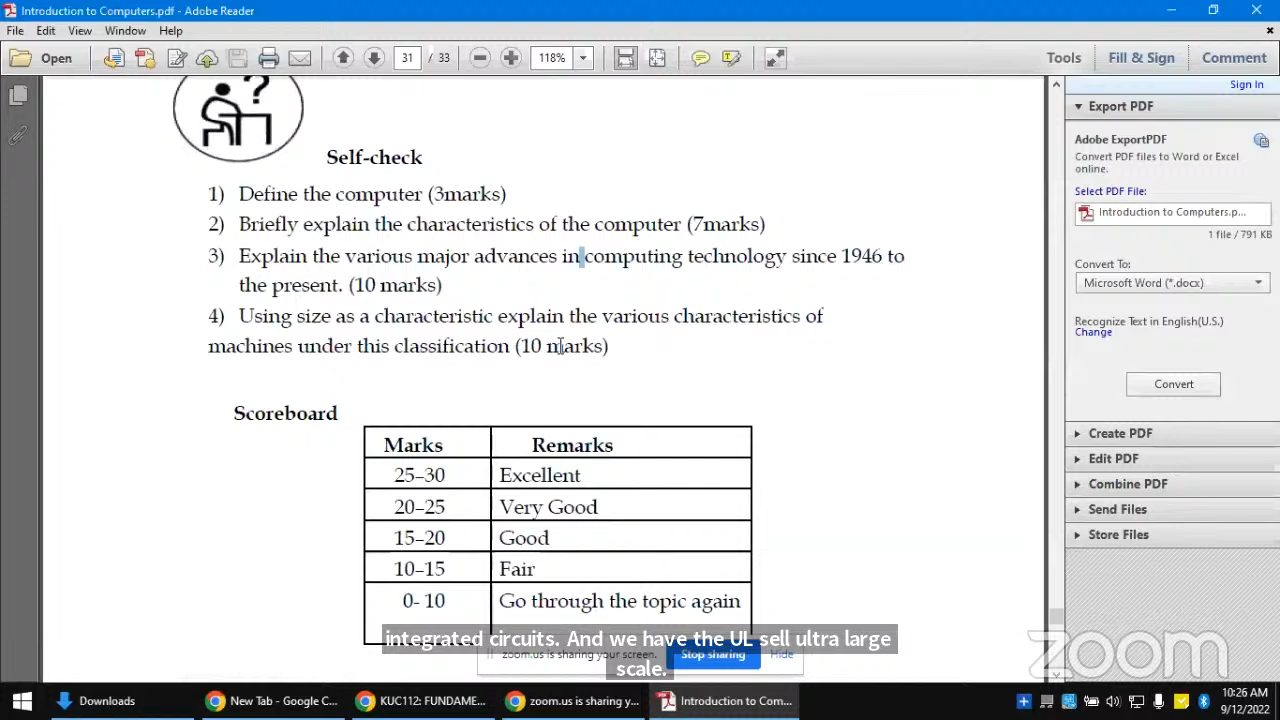 Introduction to Computers.pdf - Adobe Reader
File Edit View Window Help
Open 31 / 33 118% Tools Fill & Sign Comment
Sign In
Export PDF
Adobe ExportPDF
Convert PDF files to Word or Excel
online.
Select PDF File:
Introduction to Computers.p...
1 file / 791 KB
Convert To:
Microsoft Word (*.docx)
Recognize Text in English(U.S.)
Change
Convert
Create PDF
Edit PDF
Combine PDF
Send Files
Store Files
?
Self-check
1) Define the computer (3marks)
2) Briefly explain the characteristics of the computer (7marks)
3) Explain the various major advances in computing technology since 1946 to
the present. (10 marks)
4) Using size as a characteristic explain the various characteristics of
machines under this classification (10 marks)
Scoreboard
Marks Remarks
25–30 Excellent
20–25 Very Good
15–20 Good
10–15 Fair
0- 10 Go through the topic again
integrated circuits. And we have the UL sell ultra large
scale.
zoom.us is sharing your screen. Stop sharing Hide
zoom
Downloads New Tab - Google C... KUC112: FUNDAME... zoom.us is sharing y... Introduction to Com...
10:26 AM
9/12/2022